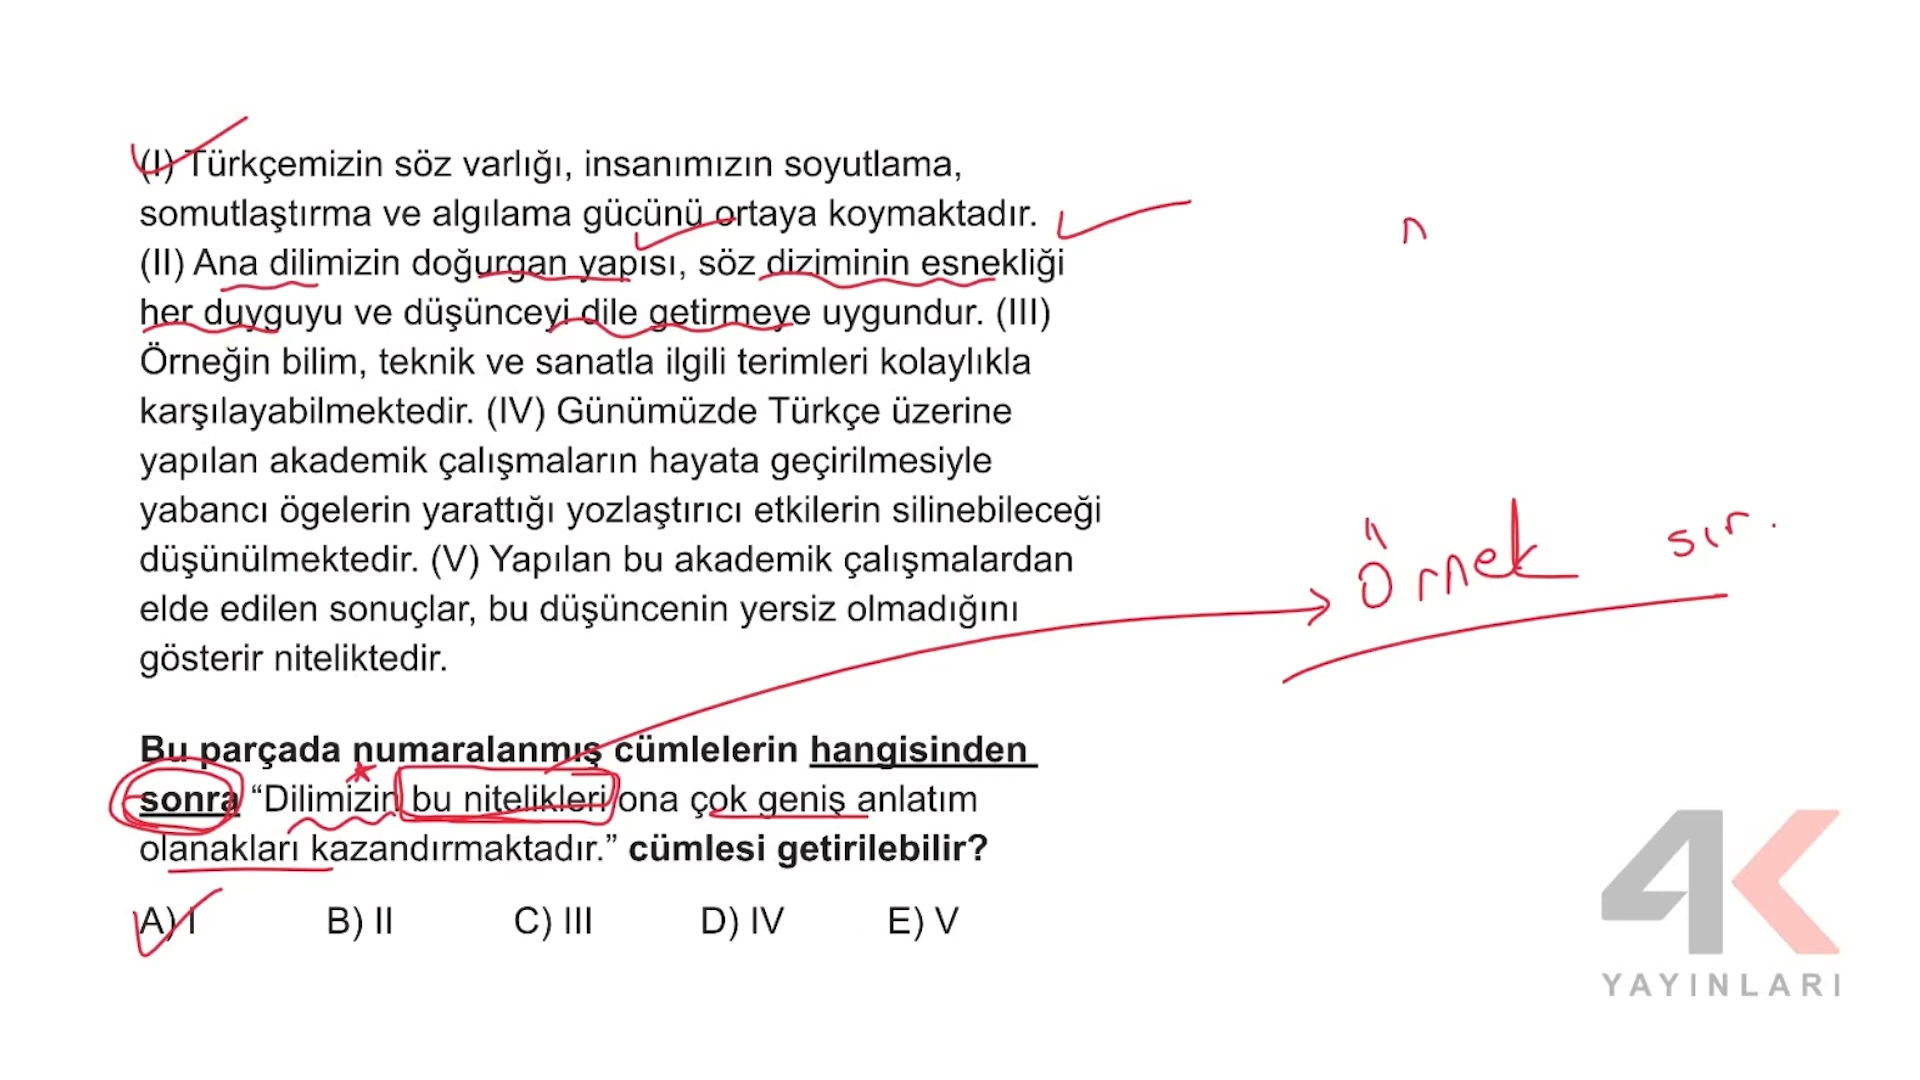 (I) Türkçemizin söz varlığı, insanımızın soyutlama,
somutlaştırma ve algılama gücünü ortaya koymaktadır.
(II) Ana dilimizin doğurgan yapısı, söz diziminin esnekliği
her duyguyu ve düşünceyi dile getirmeye uygundur. (III)
Örneğin bilim, teknik ve sanatla ilgili terimleri kolaylıkla
karşılayabilmektedir. (IV) Günümüzde Türkçe üzerine
yapılan akademik çalışmaların hayata geçirilmesiyle
yabancı ögelerin yarattığı yozlaştırıcı etkilerin silinebileceği
düşünülmektedir. (V) Yapılan bu akademik çalışmalardan
elde edilen sonuçlar, bu düşüncenin yersiz olmadığını
gösterir niteliktedir.
Örnek sır.
Bu parçada numaralanmış cümlelerin hangisinden
sonra “Dilimizin bu nitelikleri ona çok geniş anlatım
olanakları kazandırmaktadır.” cümlesi getirilebilir?
A) I B) II C) III D) IV E) V
4K
YAYINLARI